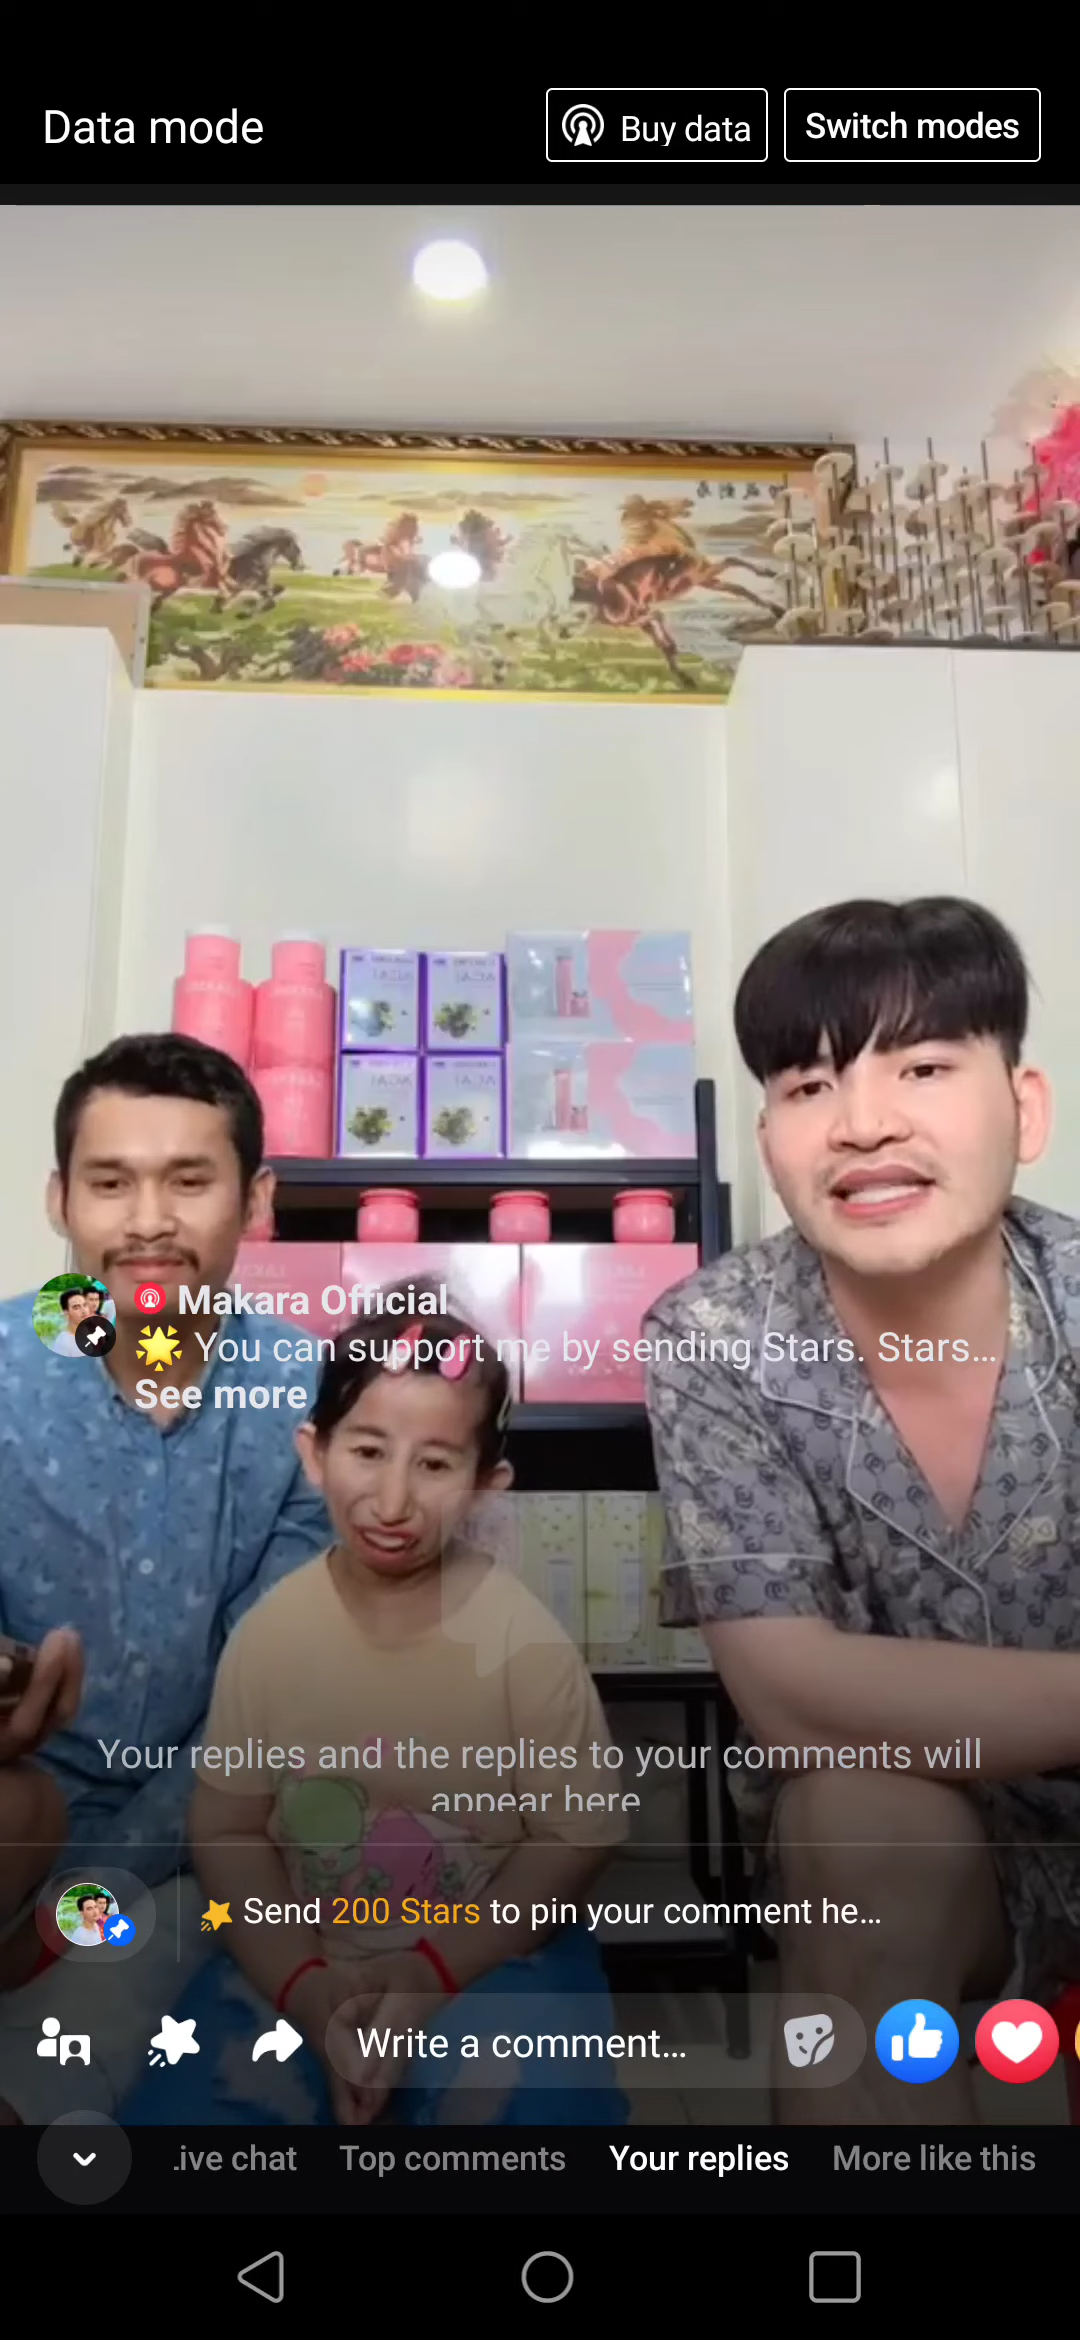 Data mode
Buy data
Switch modes
Makara Official
🌟 You can support me by sending Stars. Stars...
See more
Your replies and the replies to your comments will
appear here
Send 200 Stars to pin your comment he...
Write a comment...
ive chat Top comments Your replies More like this